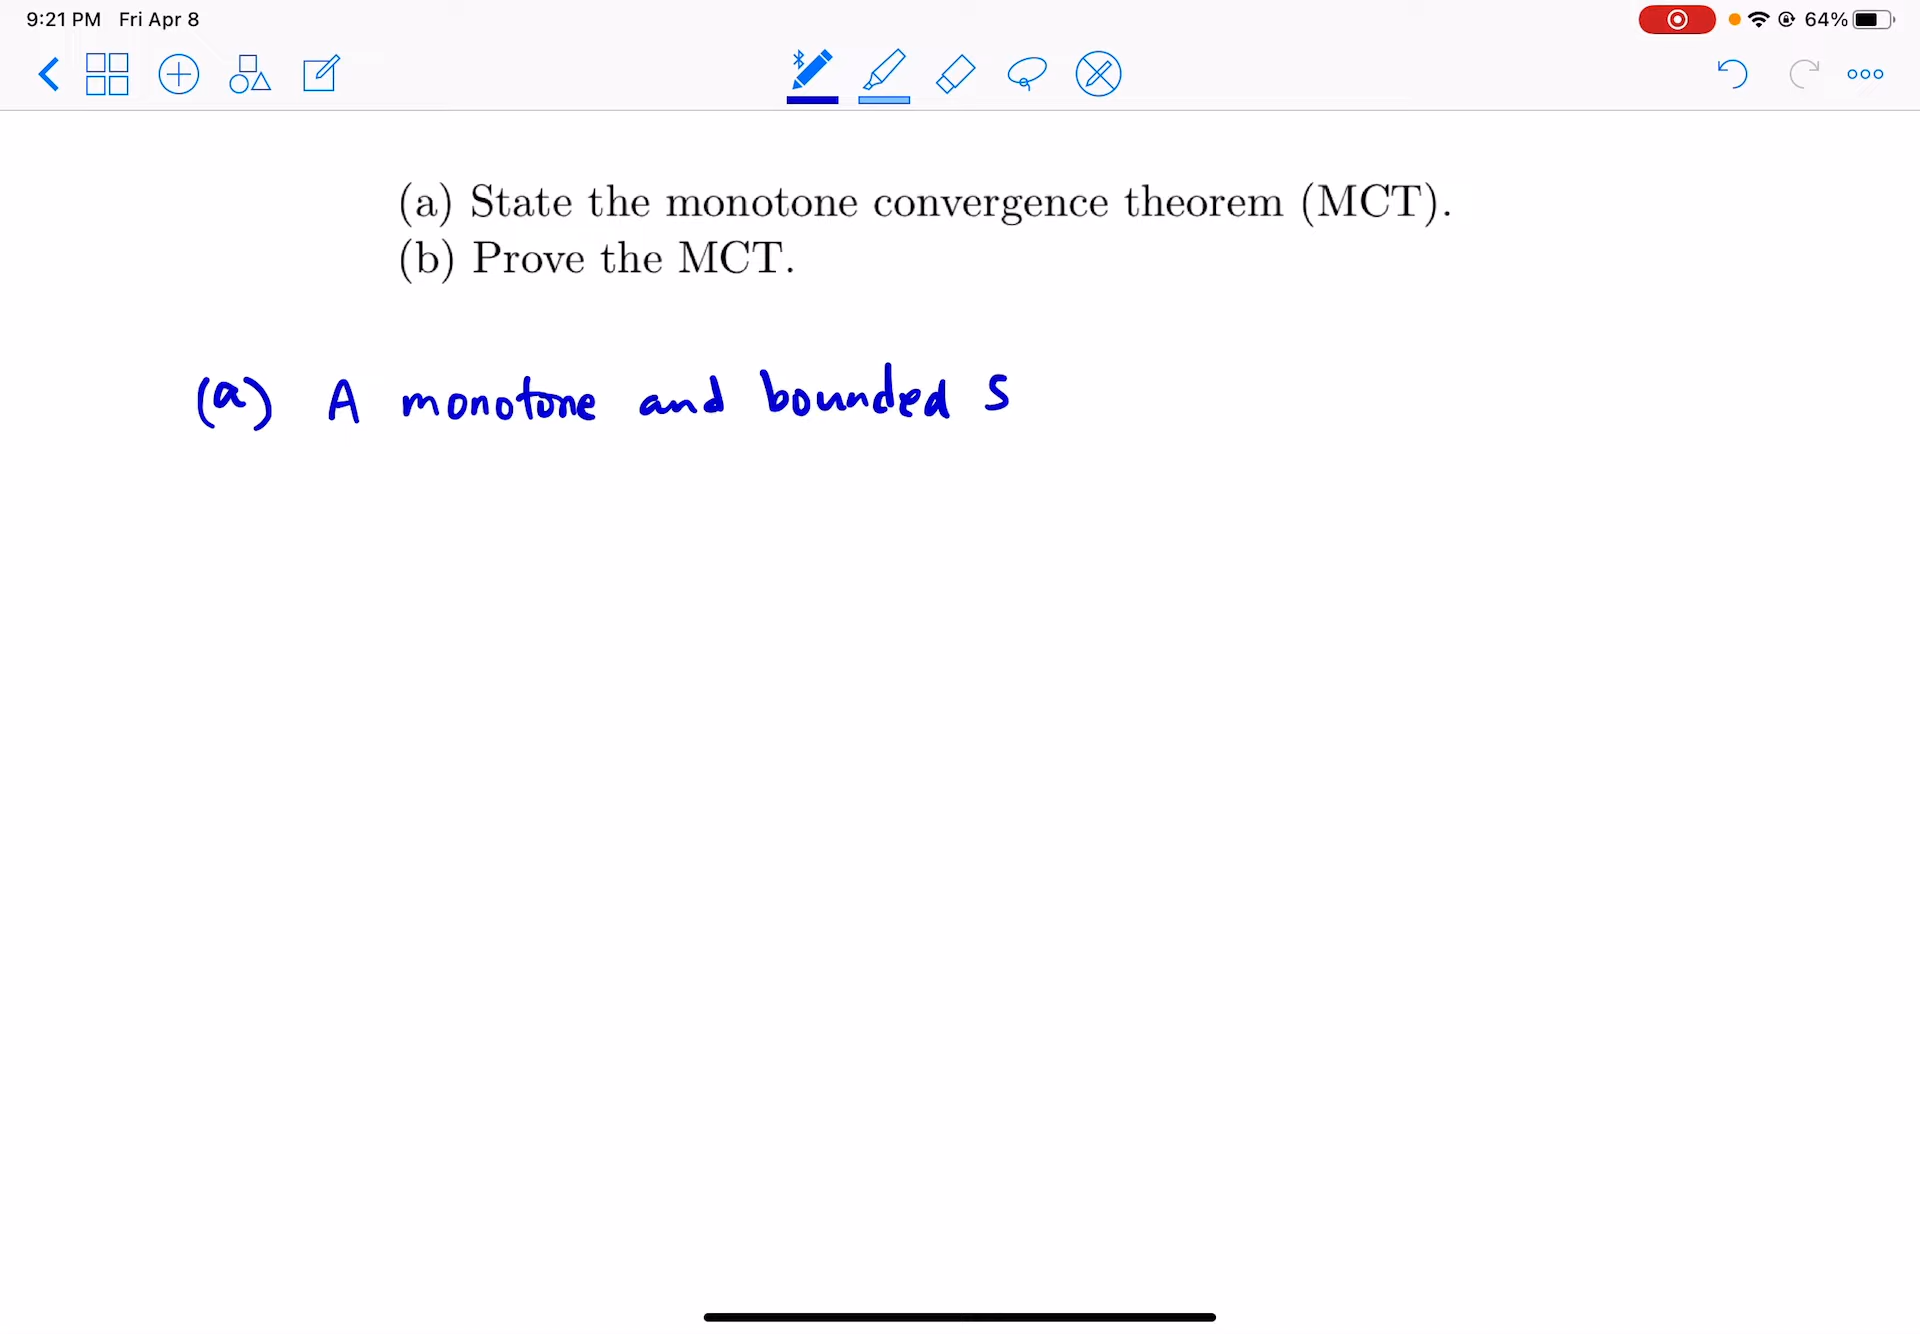 9:21 PM Fri Apr 8
64%
(a) State the monotone convergence theorem (MCT).
(b) Prove the MCT.
(a) A monotone and bounded s